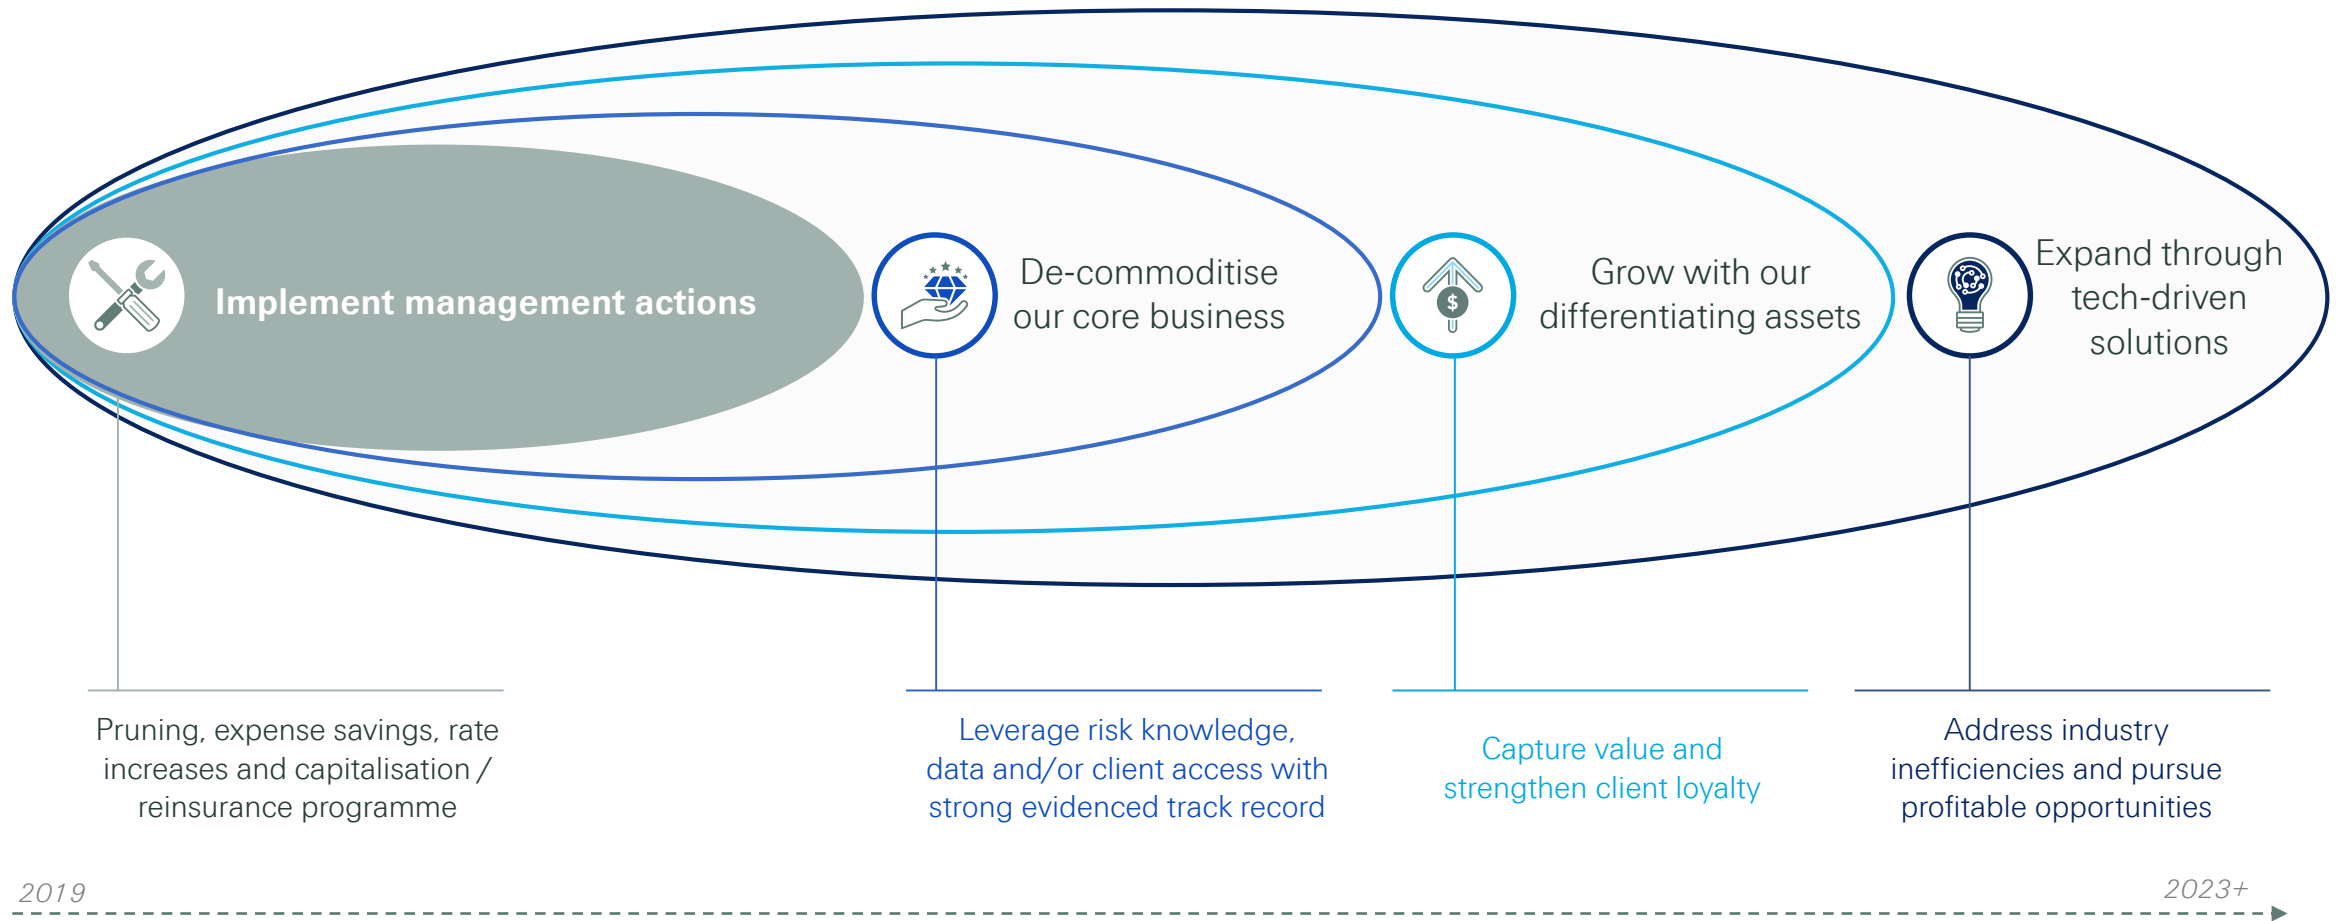 Implement management actions
De-commoditise
our core business
Grow with our
differentiating assets
Expand through
tech-driven
solutions
$
Pruning, expense savings, rate
increases and capitalisation /
reinsurance programme
Leverage risk knowledge,
data and/or client access with
strong evidenced track record
Capture value and
strengthen client loyalty
Address industry
inefficiencies and pursue
profitable opportunities
2019
2023+